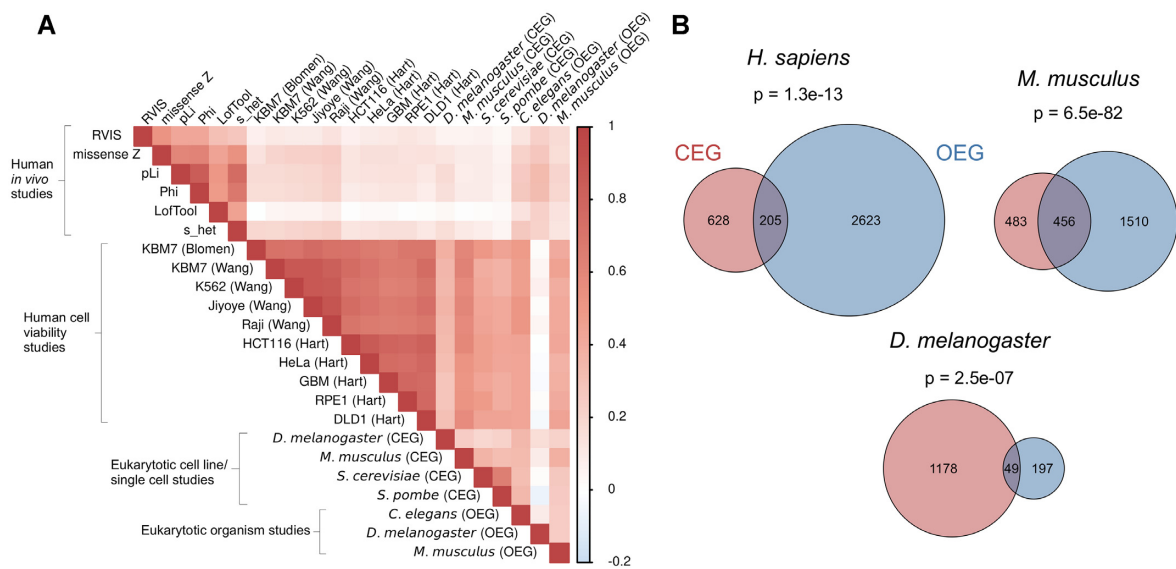 A
RVIS
missense Z
pLi
Phi
LofTool
s_het
KBM7 (Blomen)
KBM7 (Wang)
K562 (Wang)
Jiyoye (Wang)
Raji (Wang)
HCT116 (Hart)
HeLa (Hart)
GBM (Hart)
RPE1 (Hart)
DLD1 (Hart)
D. melanogaster (CEG)
M. musculus (CEG)
S. cerevisiae (CEG)
S. pombe (CEG)
C. elegans (OEG)
D. melanogaster (OEG)
M. musculus (OEG)
Human
in vivo
studies
RVIS
missense Z
pLi
Phi
LofTool
s_het
Human cell
viability
studies
KBM7 (Blomen)
KBM7 (Wang)
K562 (Wang)
Jiyoye (Wang)
Raji (Wang)
HCT116 (Hart)
HeLa (Hart)
GBM (Hart)
RPE1 (Hart)
DLD1 (Hart)
Eukarytotic cell line/
single cell studies
D. melanogaster (CEG)
M. musculus (CEG)
S. cerevisiae (CEG)
S. pombe (CEG)
Eukarytotic organism studies
C. elegans (OEG)
D. melanogaster (OEG)
M. musculus (OEG)
1
0.8
0.6
0.4
0.2
0
-0.2
B
H. sapiens
p = 1.3e-13
CEG
OEG
628
205
2623
M. musculus
p = 6.5e-82
483
456
1510
D. melanogaster
p = 2.5e-07
1178
49
197